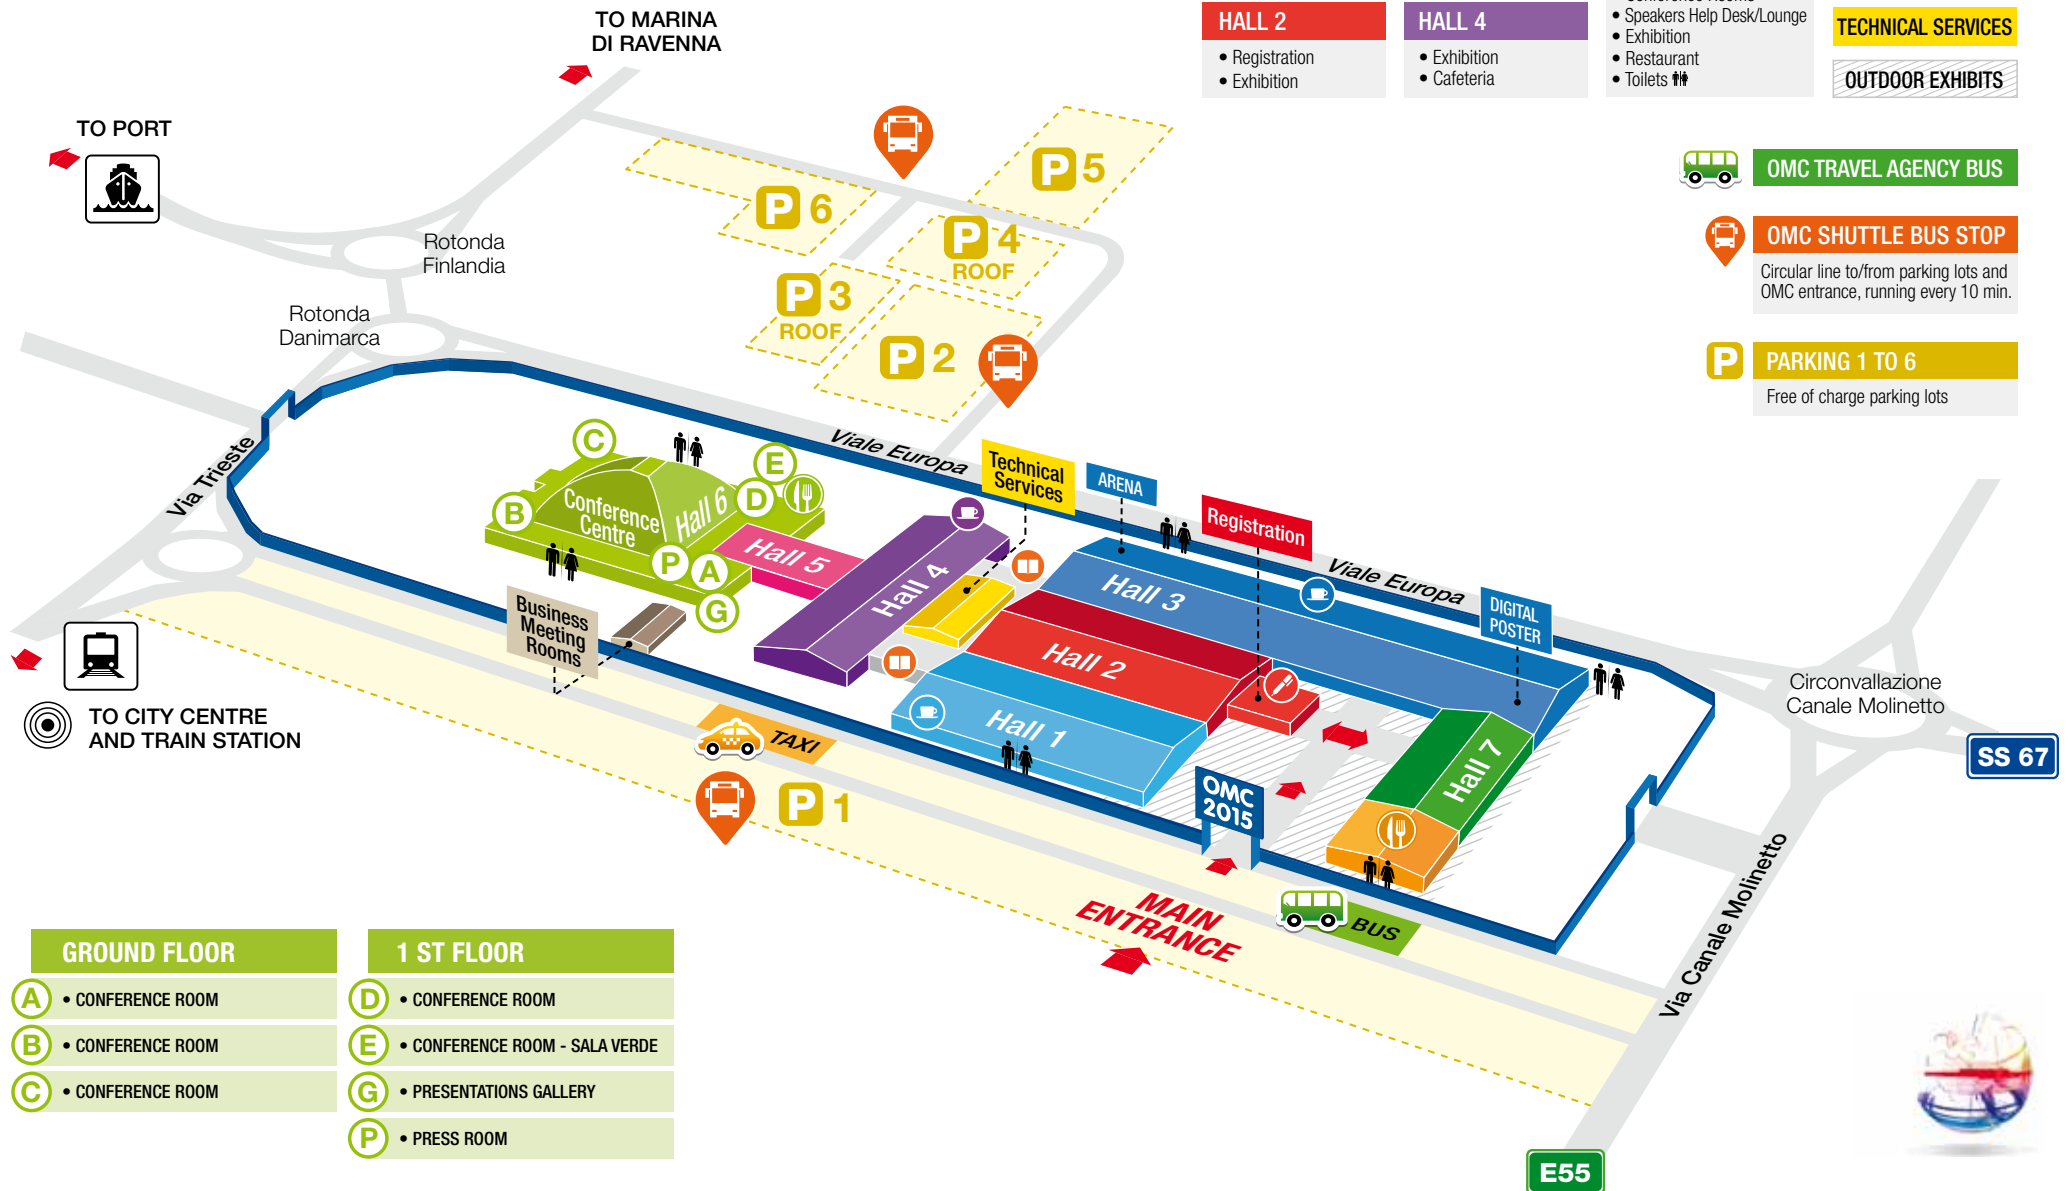 TO MARINA
DI RAVENNA
HALL 2
• Registration
• Exhibition
HALL 4
• Exhibition
• Cafeteria
• Speakers Help Desk/Lounge
• Exhibition
• Restaurant
• Toilets
TECHNICAL SERVICES
OUTDOOR EXHIBITS
TO PORT
P 5
P 6
P 4
ROOF
P 3
ROOF
P 2
OMC TRAVEL AGENCY BUS
OMC SHUTTLE BUS STOP
Circular line to/from parking lots and
OMC entrance, running every 10 min.
P
PARKING 1 TO 6
Free of charge parking lots
Rotonda
Finlandia
Rotonda
Danimarca
Via Trieste
Viale Europa
Technical
Services
ARENA
Registration
Viale Europa
DIGITAL
POSTER
C
B
E
D
P
A
G
Conference
Centre
Hall 6
Hall 5
Hall 4
Hall 3
Hall 2
Hall 1
Hall 7
Business
Meeting
Rooms
TAXI
P 1
OMC
2015
MAIN
ENTRANCE
BUS
Circonvallazione
Canale Molinetto
SS 67
Via Canale Molinetto
E55
TO CITY CENTRE
AND TRAIN STATION
GROUND FLOOR
A • CONFERENCE ROOM
B • CONFERENCE ROOM
C • CONFERENCE ROOM
1 ST FLOOR
D • CONFERENCE ROOM
E • CONFERENCE ROOM - SALA VERDE
G • PRESENTATIONS GALLERY
P • PRESS ROOM